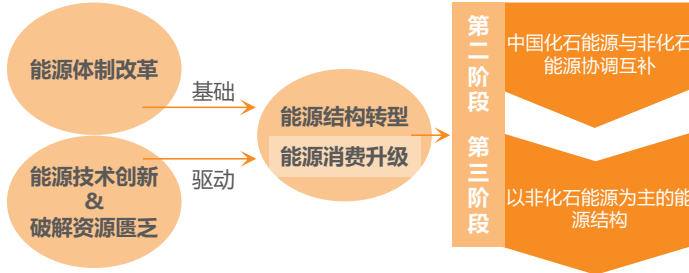 能源体制改革
基础
能源技术创新
&
破解资源匮乏
驱动
能源结构转型
能源消费升级
第二阶段
中国化石能源与非化石
能源协调互补
第三阶段
以非化石能源为主的能
源结构